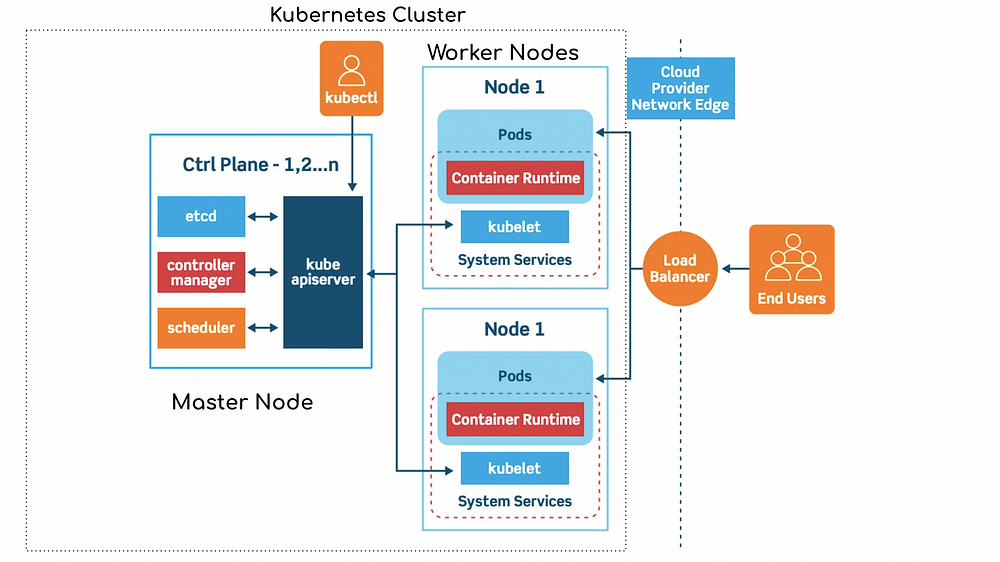 Kubernetes Cluster
kubectl
Worker Nodes
Cloud
Provider
Network Edge
Node 1
Pods
Container Runtime
kubelet
System Services
Ctrl Plane - 1,2...n
etcd
controller
manager
scheduler
kube
apiserver
Master Node
Load
Balancer
End Users
Node 1
Pods
Container Runtime
kubelet
System Services